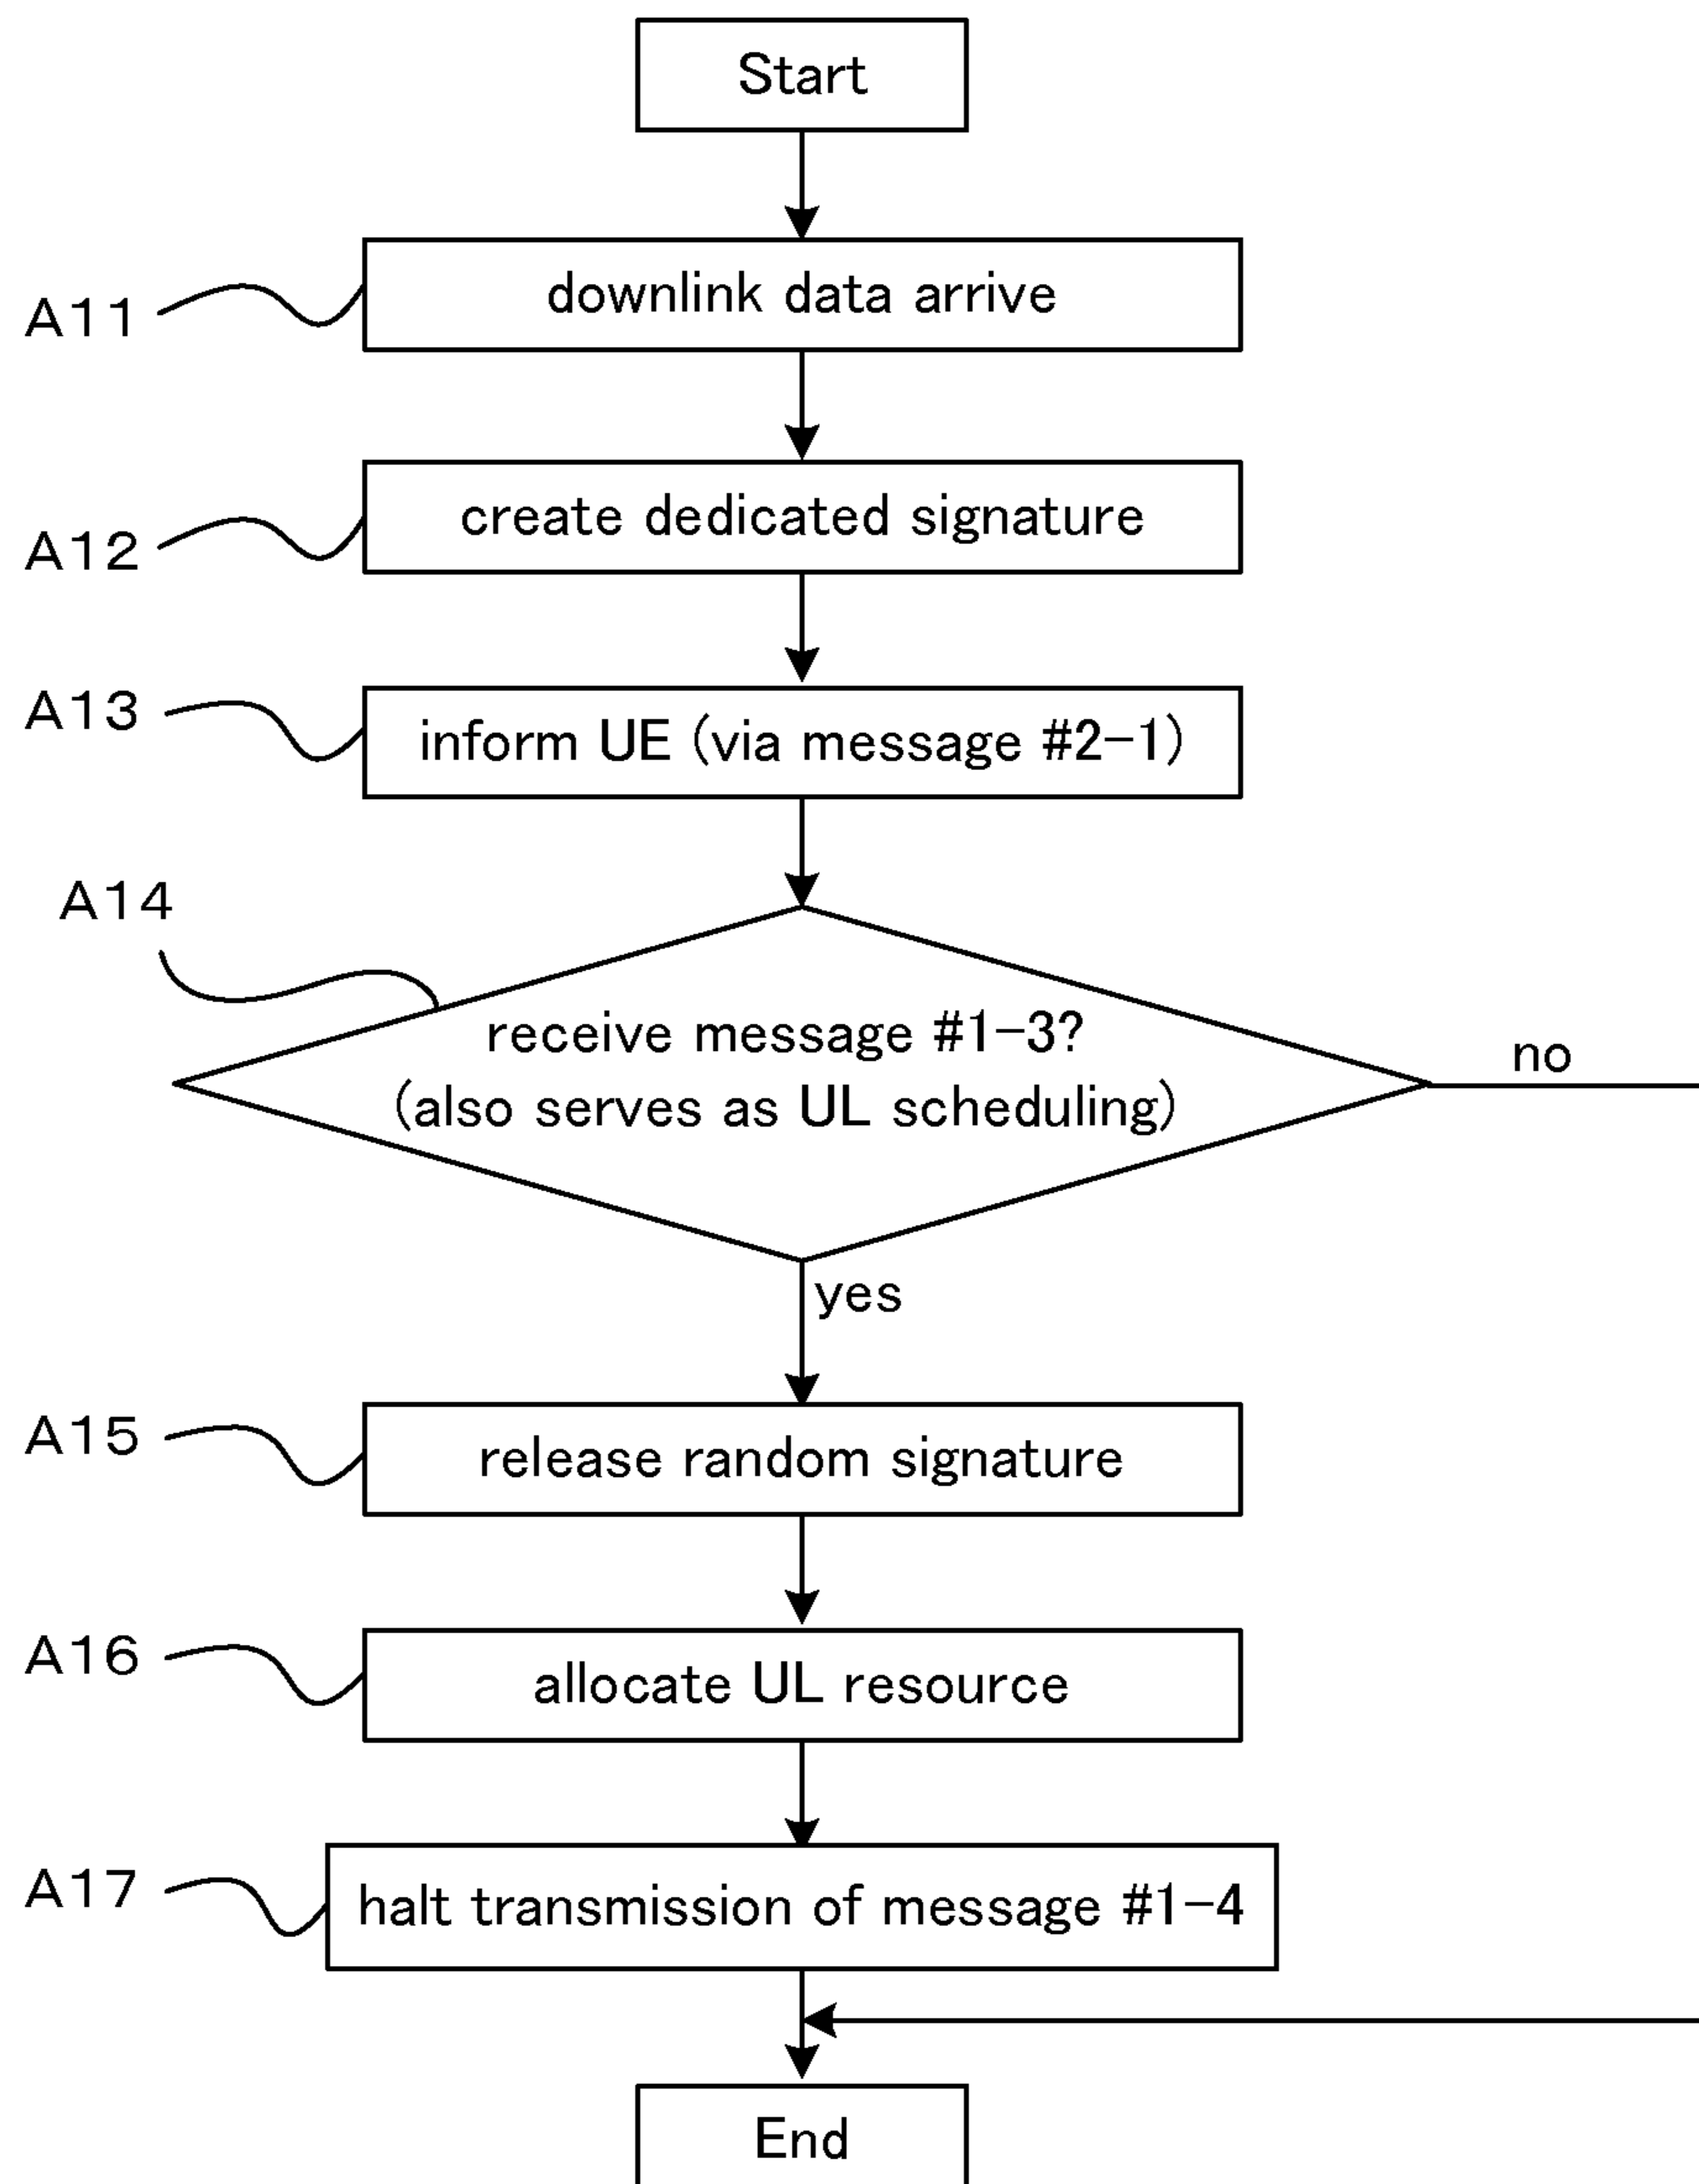 Start
A11
downlink data arrive
A12
create dedicated signature
A13
inform UE (via message #2-1)
A14
receive message #1-3?
(also serves as UL scheduling)
no
yes
A15
release random signature
A16
allocate UL resource
A17
halt transmission of message #1-4
End